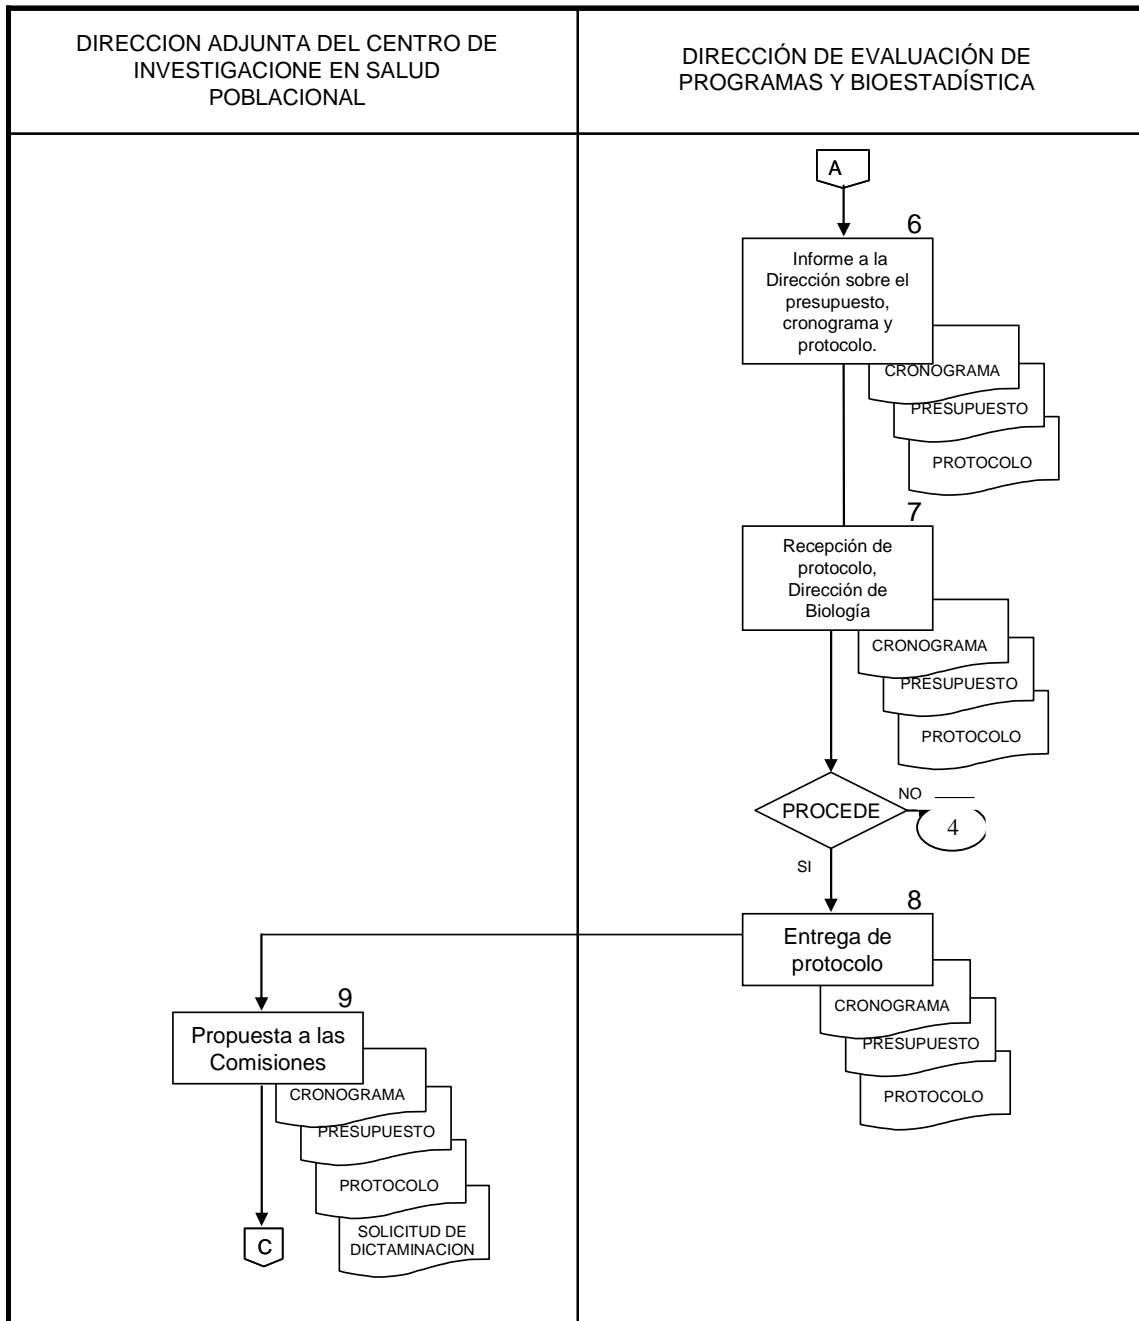 DIRECCION ADJUNTA DEL CENTRO DE
INVESTIGACIONE EN SALUD
POBLACIONAL
DIRECCIÓN DE EVALUACIÓN DE
PROGRAMAS Y BIOESTADÍSTICA
A
6
Informe a la
Dirección sobre el
presupuesto,
cronograma y
protocolo.
CRONOGRAMA
PRESUPUESTO
PROTOCOLO
7
Recepción de
protocolo,
Dirección de
Biología
CRONOGRAMA
PRESUPUESTO
PROTOCOLO
PROCEDE
NO
4
SI
8
Entrega de
protocolo
CRONOGRAMA
PRESUPUESTO
PROTOCOLO
9
Propuesta a las
Comisiones
CRONOGRAMA
PRESUPUESTO
PROTOCOLO
SOLICITUD DE
DICTAMINACION
C